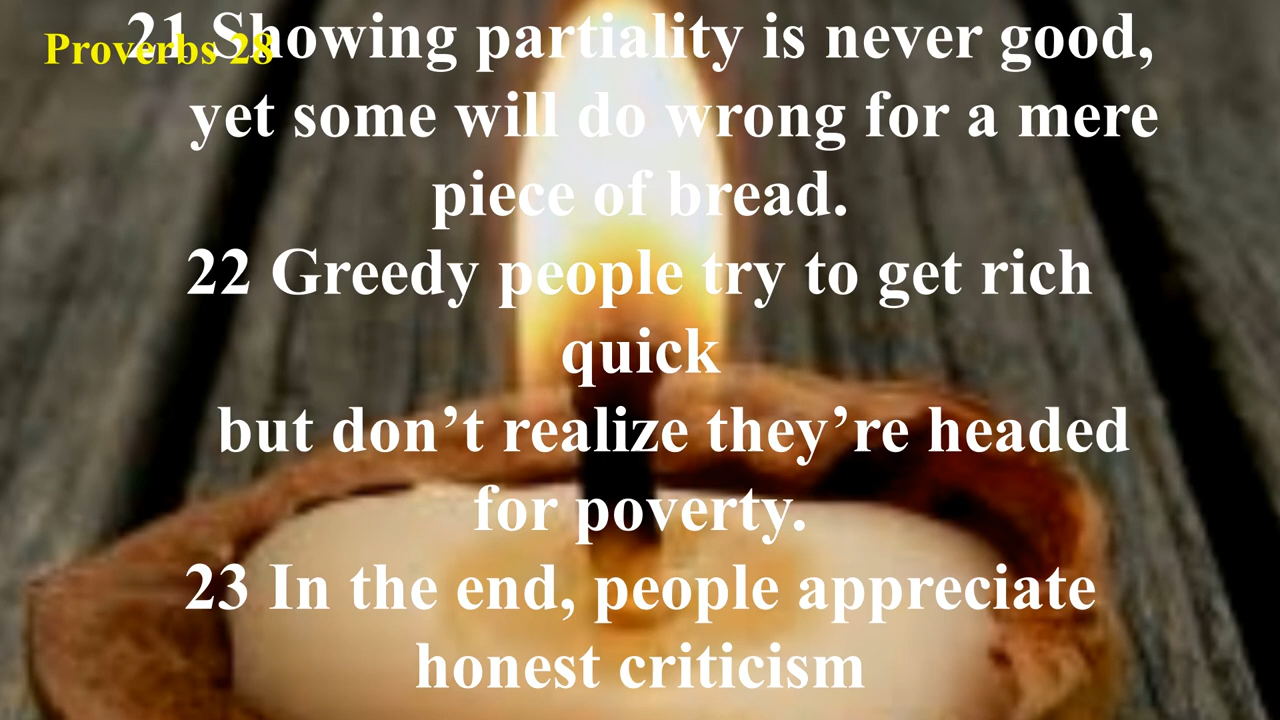 Proverbs 28
21 Showing partiality is never good,
yet some will do wrong for a mere
piece of bread.
22 Greedy people try to get rich
quick
but don’t realize they’re headed
for poverty.
23 In the end, people appreciate
honest criticism